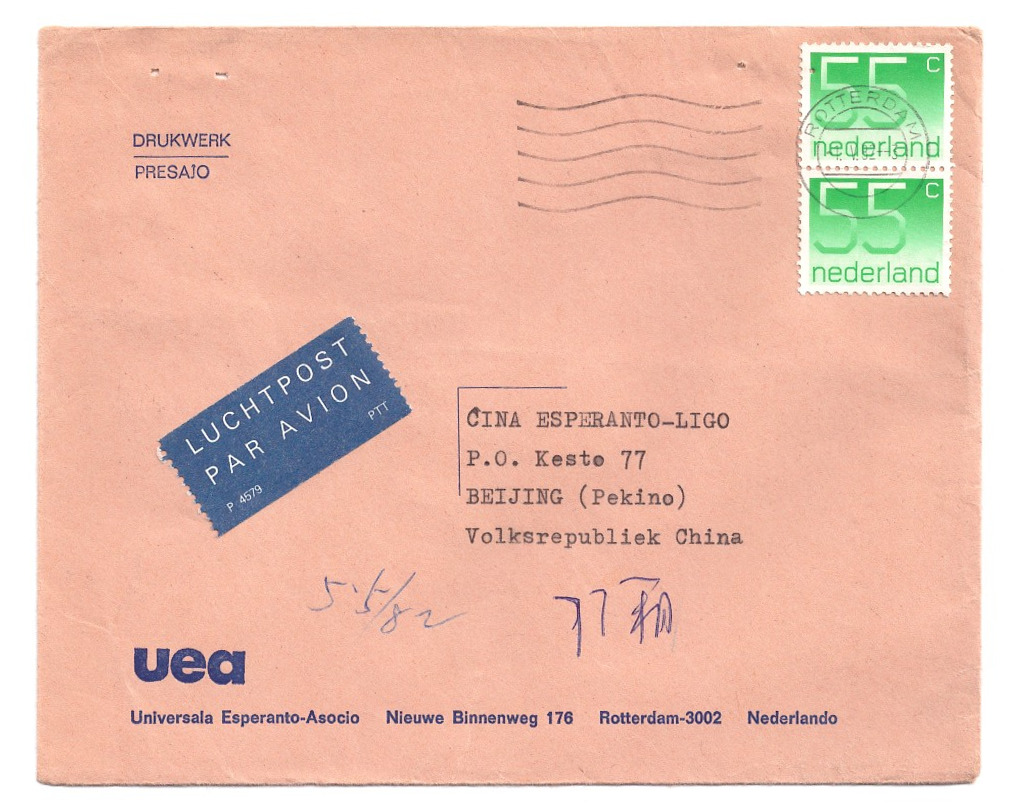 DRUKWERK
PRESAĴO
55 c
nederland
ROTTERDAM
55 c
nederland
LUCHTPOST
PAR AVION
PTT
P 4579
ĈINA ESPERANTO-LIGO
P.O. Kesto 77
BEIJING (Pekino)
Volksrepubliek China
5.5/82
uea
Universala Esperanto-Asocio Nieuwe Binnenweg 176 Rotterdam-3002 Nederlando